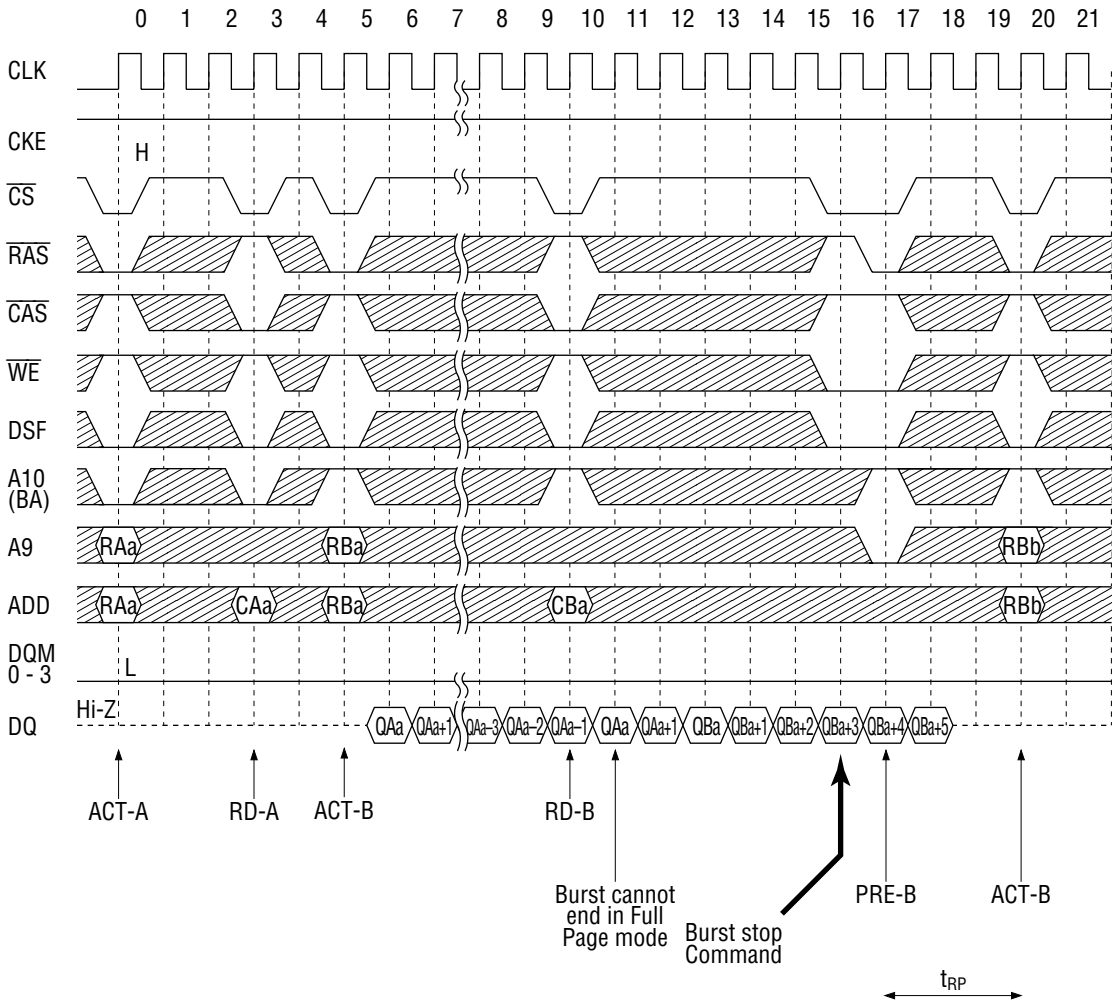 0 1 2 3 4 5 6 7 8 9 10 11 12 13 14 15 16 17 18 19 20 21
CLK
CKE
H
CS
RAS
CAS
WE
DSF
A10
(BA)
A9 RAa RBa RBb
ADD RAa CAa RBa CBa RBb
DQM
0 - 3
L
Hi-Z
DQ QAa QAa+1 QAa–3 QAa–2 QAa–1 QAa QAa+1 QBa QBa+1 QBa+2 QBa+3 QBa+4 QBa+5
ACT-A RD-A ACT-B RD-B PRE-B ACT-B
Burst cannot
end in Full
Page mode
Burst stop
Command
tRP